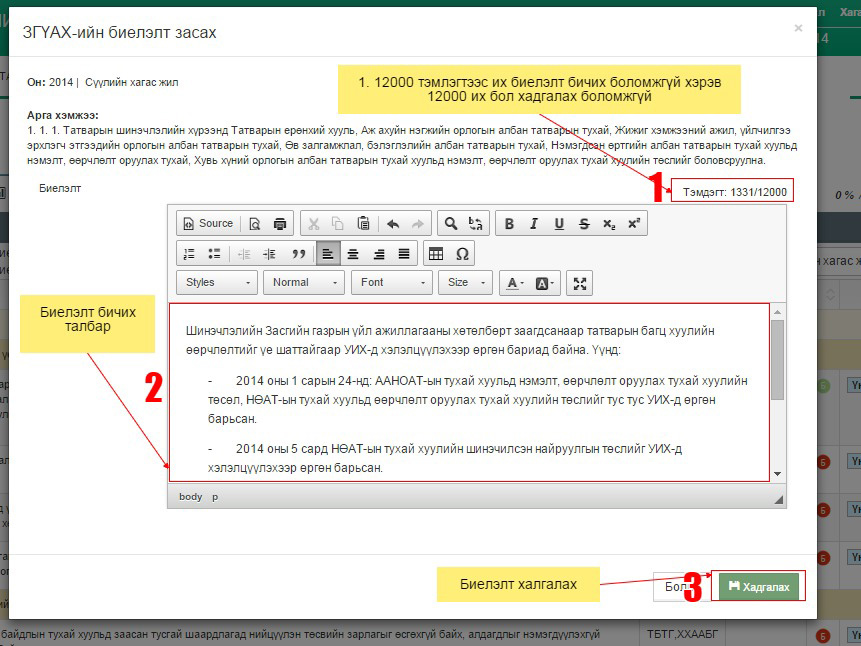 ЗГҮАХ-ийн биелэлт засах
×
Он: 2014 | Сүүлийн хагас жил
1. 12000 тэмлэгтээс их биелэлт бичих боломжгүй хэрэв
12000 их бол хадгалах боломжгүй
Арга хэмжээ:
1. 1. 1. Татварын шинэчлэлийн хүрээнд Татварын ерөнхий хууль, Аж ахуйн нэгжийн орлогын албан татварын тухай, Жижиг хэмжээний ажил, үйлчилгээ
эрхлэгч этгээдийн орлогын албан татварын тухай, Өв залгамжлал, бэлэглэлийн албан татварын тухай, Нэмэгдсэн өртгийн албан татварын тухай хуульд
нэмэлт, өөрчлөлт оруулах тухай, Хувь хүний орлогын албан татварын тухай хуульд нэмэлт, өөрчлөлт оруулах тухай хуулийн төслийг боловсруулна.
Биелэлт
1
Тэмдэгт: 1331/12000
Source
B I U S x₂ x²
Styles Normal Font Size A A
Биелэлт бичих
талбар
2
Шинэчлэлийн Засгийн газрын үйл ажиллагааны хөтөлбөрт заагдсанаар татварын багц хуулийн
өөрчлөлтийг үе шаттайгаар УИХ-д хэлэлцүүлэхээр өргөн бариад байна. Үүнд:
- 2014 оны 1 сарын 24-нд: ААНОАТ-ын тухай хуульд нэмэлт, өөрчлөлт оруулах тухай хуулийн
төсөл, НӨАТ-ын тухай хуульд өөрчлөлт оруулах тухай хуулийн төслийг тус тус УИХ-д өргөн
барьсан.
- 2014 оны 5 сард НӨАТ-ын тухай хуулийн шинэчилсэн найруулгын төслийг УИХ-д
хэлэлцүүлэхээр өргөн барьсан.
body p
Биелэлт халгалах
Бол
3
Хадгалах
14
0 % /
н хагас ж
Б
Б
Б
Б
байдлын тухай хуульд заасан тусгай шаардлагад нийцүүлэн төсвийн зарлагыг өсгөхгүй байх, алдагдлыг нэмэгдүүлэхгүй
ТБТГ,ХХААБГ
Б